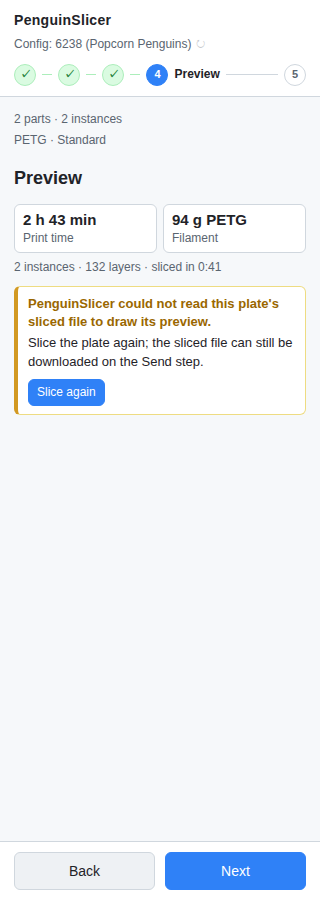 PenguinSlicer
Config: 6238 (Popcorn Penguins)
✓ ✓ ✓ 4 Preview 5
2 parts · 2 instances
PETG · Standard
Preview
2 h 43 min 94 g PETG
Print time Filament
2 instances · 132 layers · sliced in 0:41
PenguinSlicer could not read this plate's
sliced file to draw its preview.
Slice the plate again; the sliced file can still be
downloaded on the Send step.
Slice again
Back Next